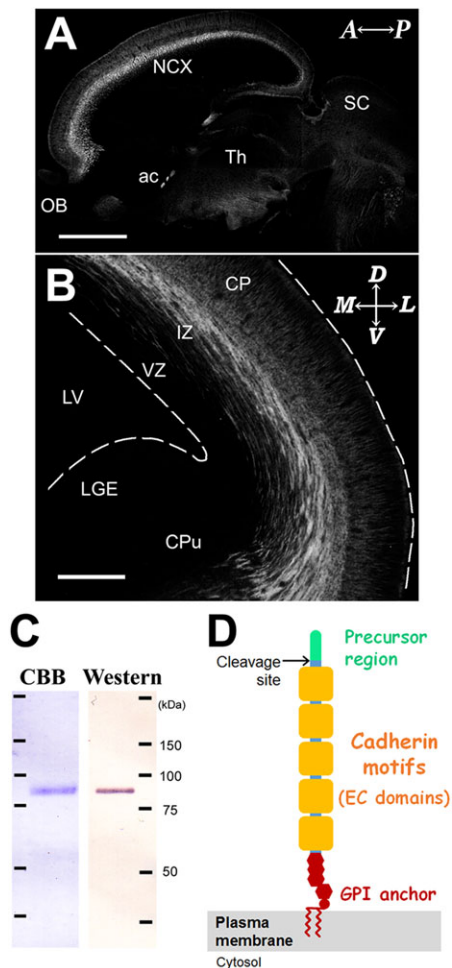 A
A ↔ P
NCX
SC
Th
ac
OB
B
CP
D
M L
V
IZ
VZ
LV
LGE
CPu
C
CBB Western
(kDa)
150
100
75
50
D
Precursor
region
Cleavage
site
Cadherin
motifs
(EC domains)
GPI anchor
Plasma
membrane
Cytosol